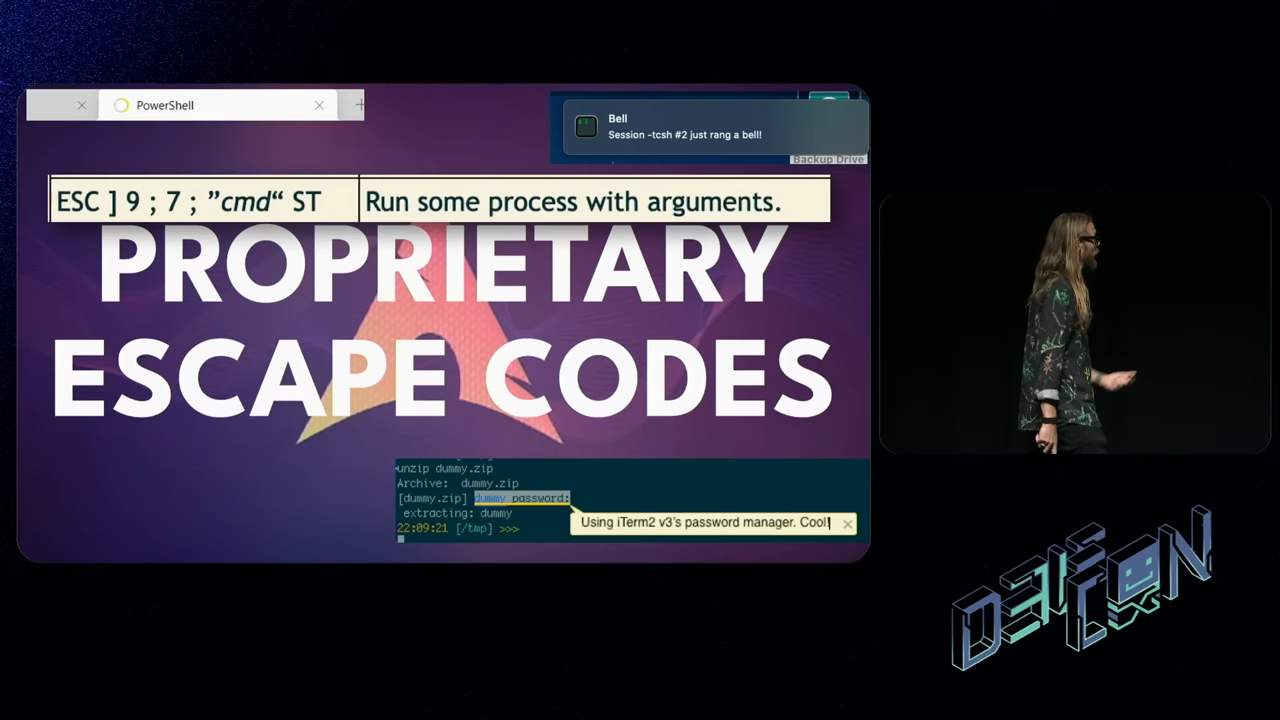 PowerShell
Bell
Session -tcsh #2 just rang a bell!
Backup Drive
ESC ] 9 ; 7 ; ”cmd“ ST
Run some process with arguments.
PROPRIETARY
ESCAPE CODES
unzip dummy.zip
Archive: dummy.zip
[dummy.zip] dummy password:
extracting: dummy
22:09:21 [/tmp] >>>
Using iTerm2 v3's password manager. Cool!
DEF CON